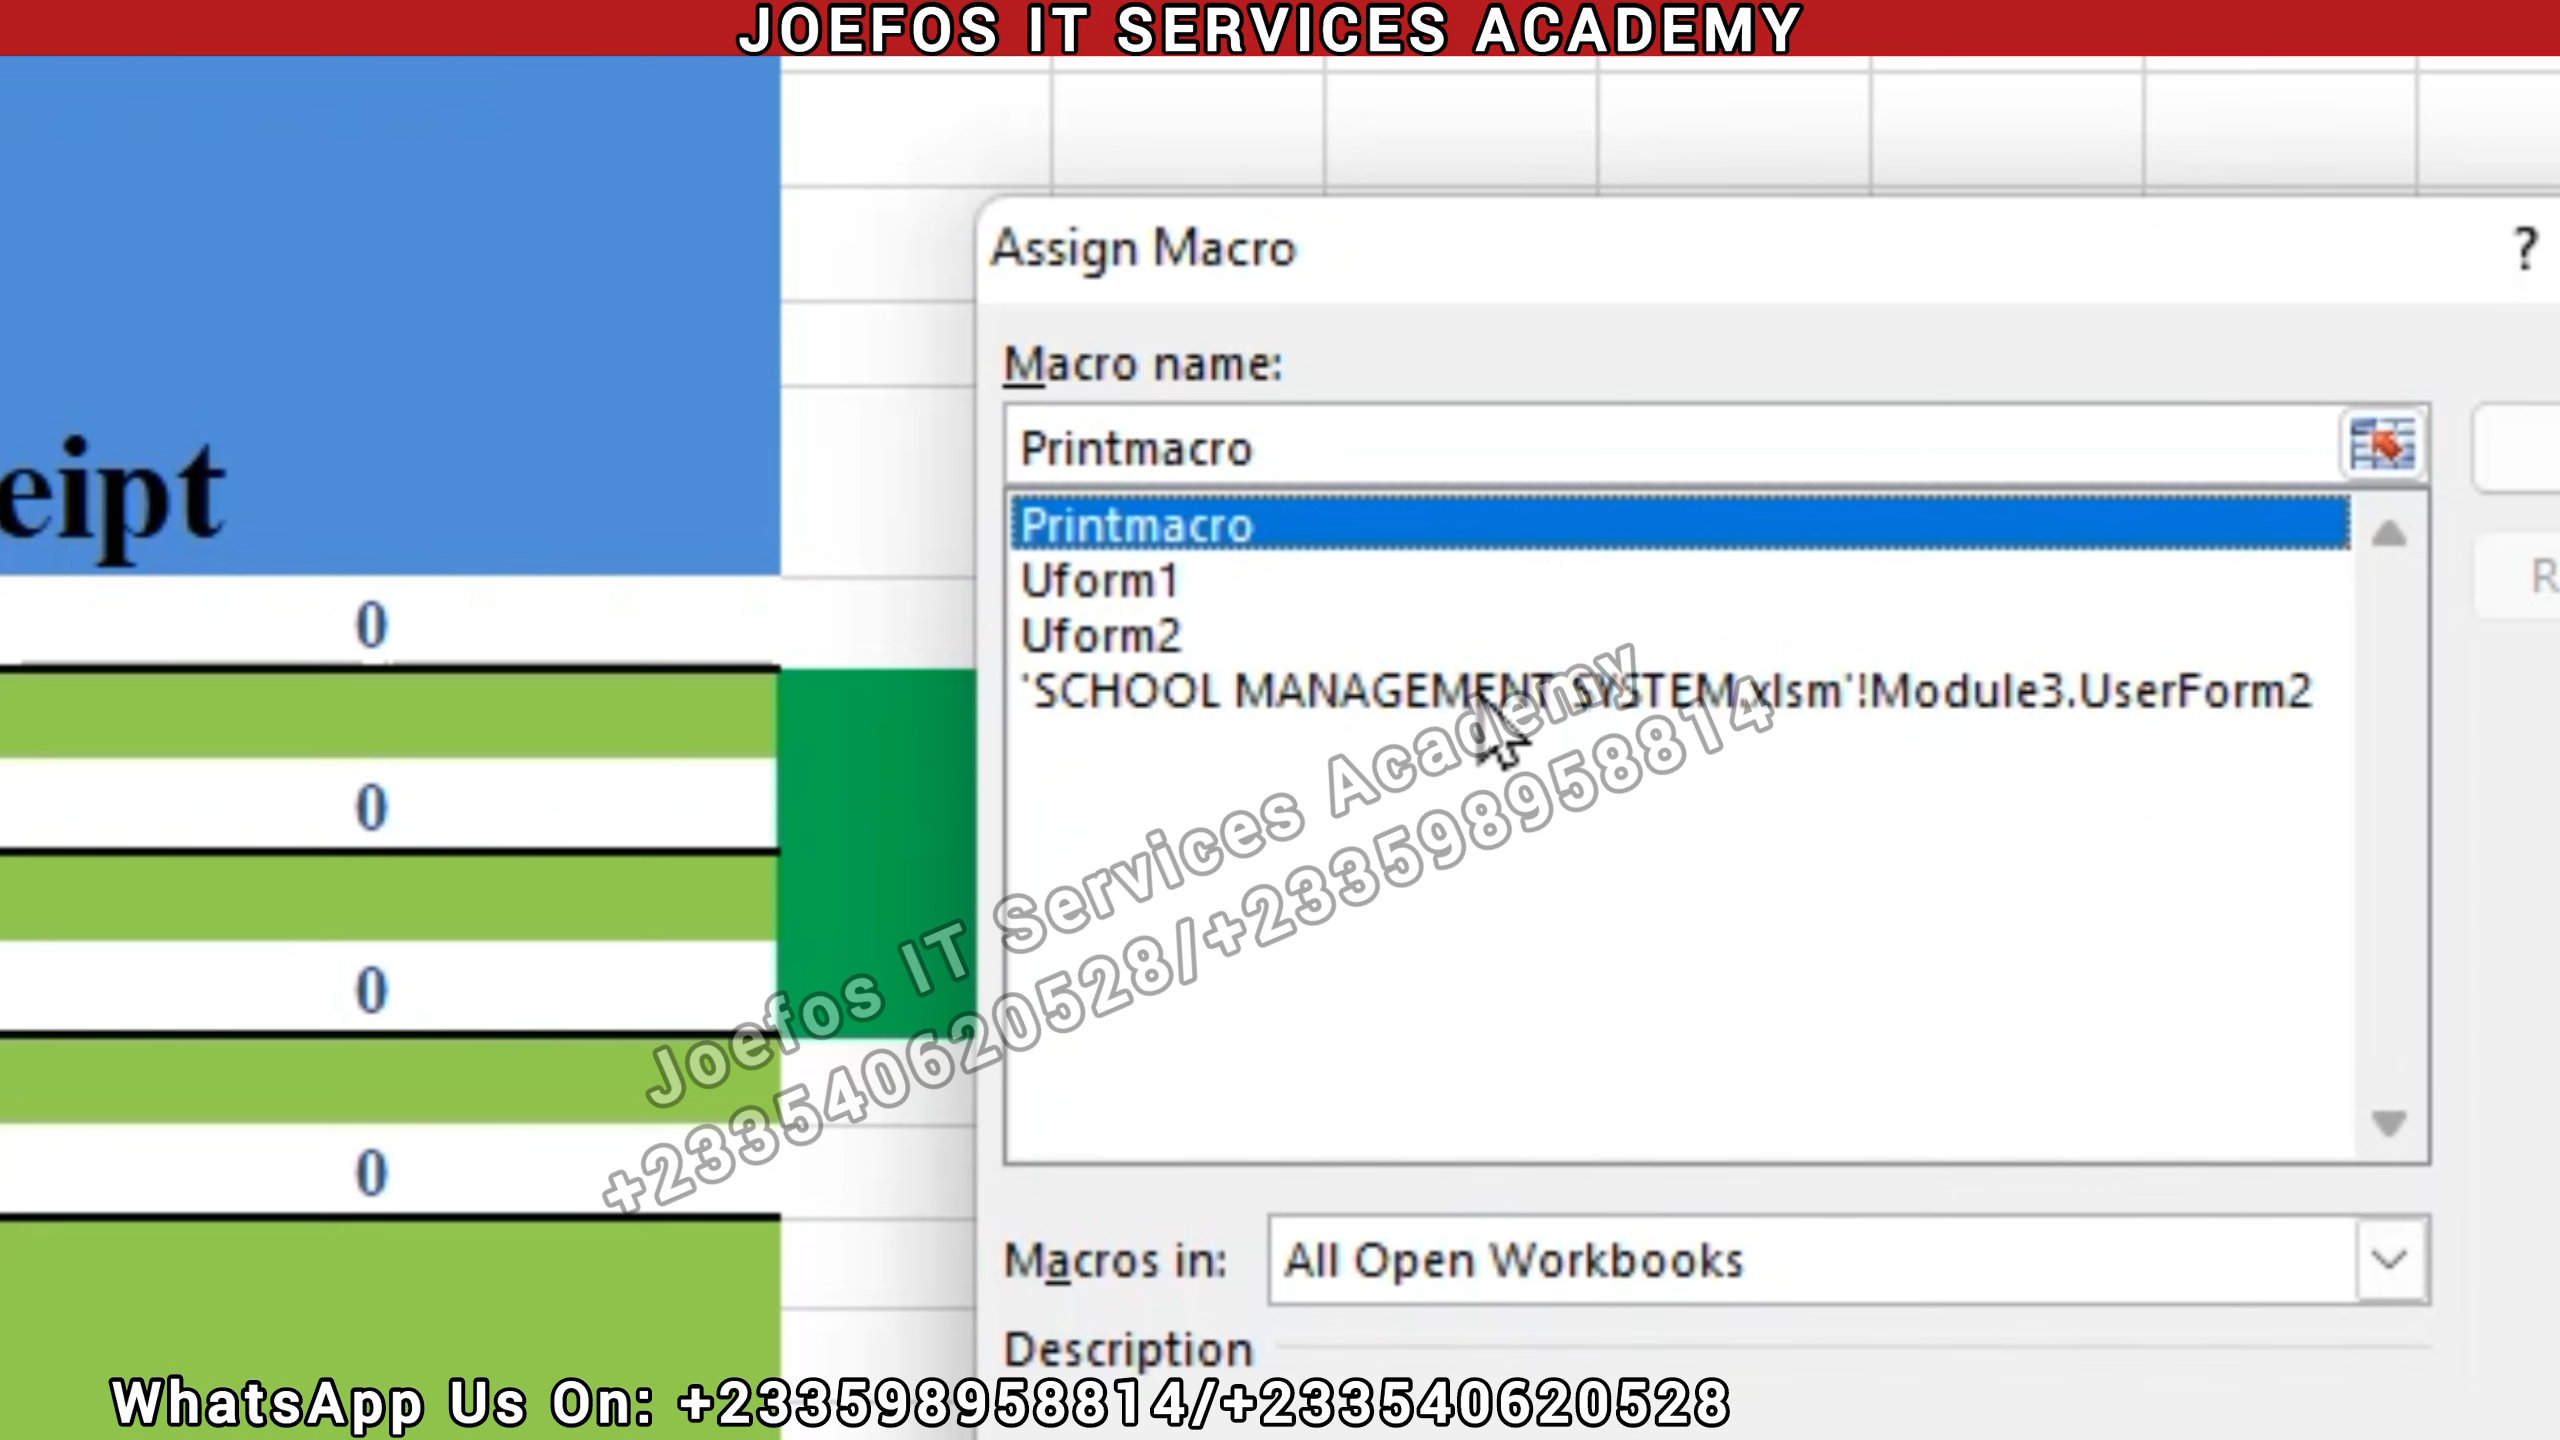 JOEFOS IT SERVICES ACADEMY
Assign Macro
?
Macro name:
Printmacro
eipt
Printmacro
Uform1
0
Uform2
'SCHOOL MANAGEMENT SYSTEM.xlsm'!Module3.UserForm2
R
0
0
0
Joefos IT Services Academy
+233540620528/+233598958814
Macros in:
All Open Workbooks
Description
WhatsApp Us On: +233598958814/+233540620528